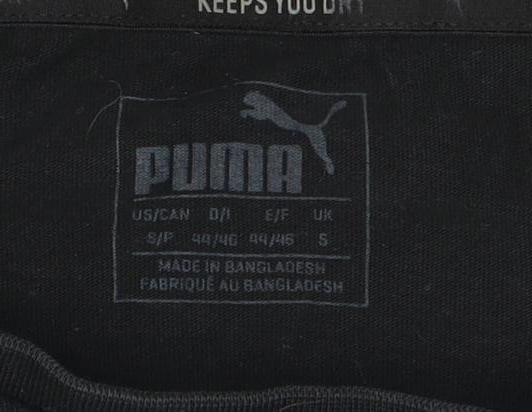 KEEPS YOU DRY
PUMA
US/CAN D/I E/F UK
S/P 44/46 44/46 S
MADE IN BANGLADESH
FABRIQUÉ AU BANGLADESH